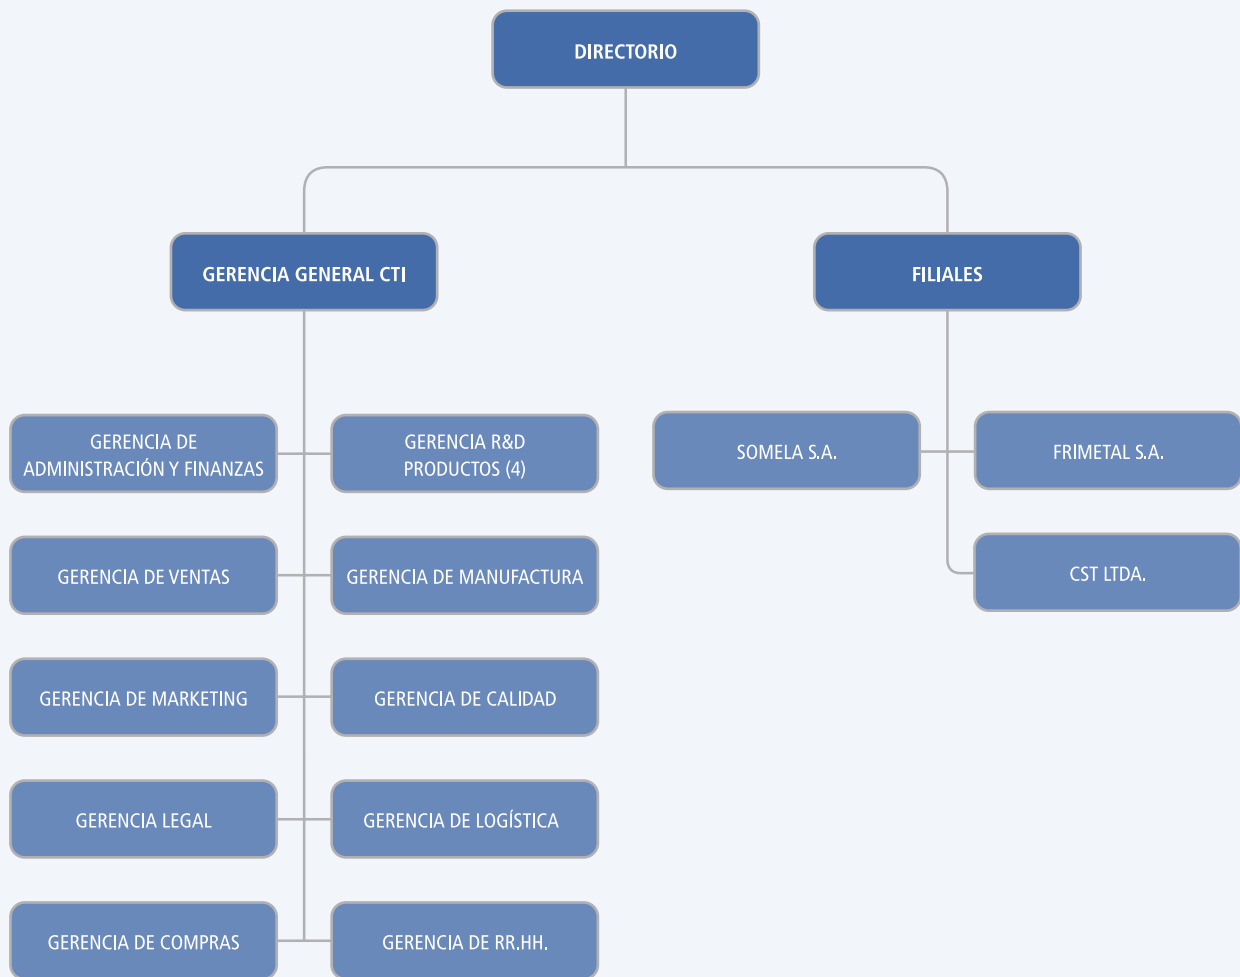 DIRECTORIO
GERENCIA GENERAL CTI
FILIALES
GERENCIA DE
ADMINISTRACIÓN Y FINANZAS
GERENCIA R&D
PRODUCTOS (4)
SOMELA S.A.
FRIMETAL S.A.
GERENCIA DE VENTAS
GERENCIA DE MANUFACTURA
CST LTDA.
GERENCIA DE MARKETING
GERENCIA DE CALIDAD
GERENCIA LEGAL
GERENCIA DE LOGÍSTICA
GERENCIA DE COMPRAS
GERENCIA DE RR.HH.